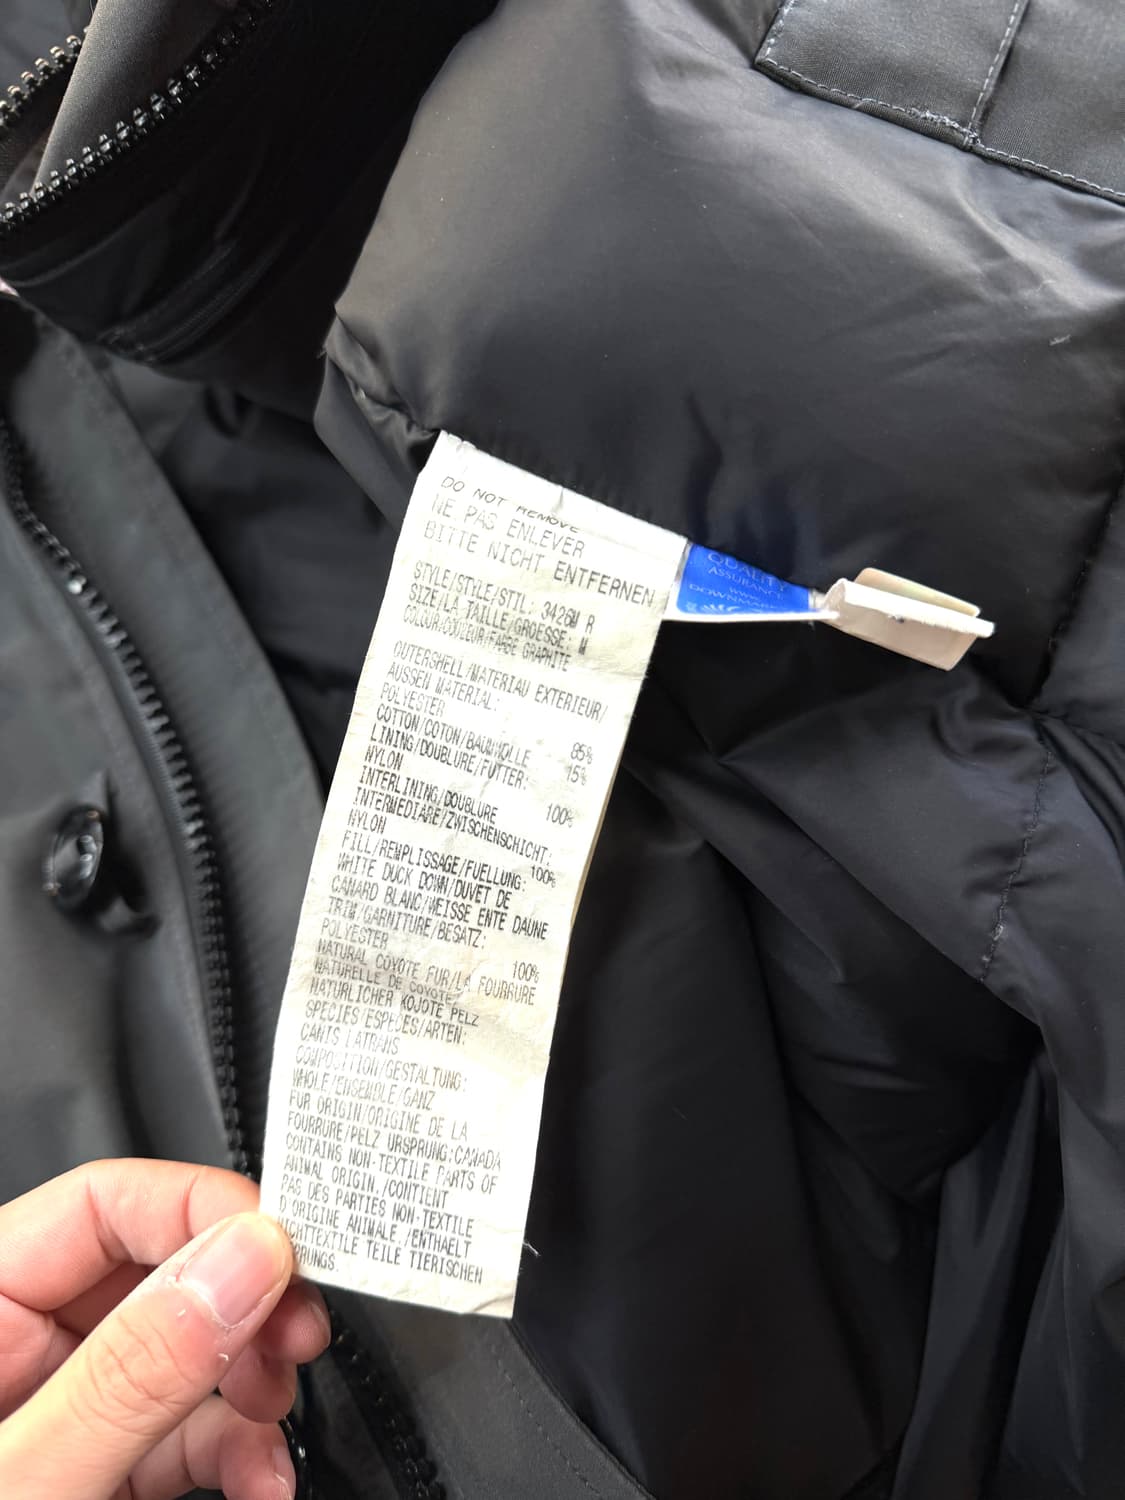 DO NOT REMOVE
NE PAS ENLEVER
BITTE NICHT ENTFERNEN
STYLE/STYLE/STIL: 3426M R
SIZE/LA TAILLE/GROESSE: M
COLOUR/COULEUR/FARBE GRAPHITE
OUTERSHELL/MATERIAU EXTERIEUR/
AUSSEN MATERIAL:
POLYESTER 85%
COTTON/COTON/BAUMWOLLE 15%
LINING/DOUBLURE/FUTTER:
NYLON 100%
INTERLINING/DOUBLURE
INTERMEDIARE/ZWISCHENSCHICHT:
NYLON 100%
FILL/REMPLISSAGE/FUELLUNG:
WHITE DUCK DOWN/DUVET DE
CANARD BLANC/WEISSE ENTE DAUNE
TRIM/GARNITURE/BESATZ:
POLYESTER 100%
NATURAL COYOTE FUR/LA FOURRURE
NATURELLE DE COYOTE
NATURLICHER KOJOTE PELZ
SPECIES/ESPECES/ARTEN:
CANIS LATRANS
COMPOSITION/GESTALTUNG:
WHOLE/ENSEMBLE/GANZ
FUR ORIGIN/ORIGINE DE LA
FOURRURE/PELZ URSPRUNG:CANADA
CONTAINS NON-TEXTILE PARTS OF
ANIMAL ORIGIN./CONTIENT
PAS DES PARTIES NON-TEXTILE
D ORIGINE ANIMALE./ENTHAELT
TEILE TIERISCHEN
QUALITY
ASSURANCE
www.